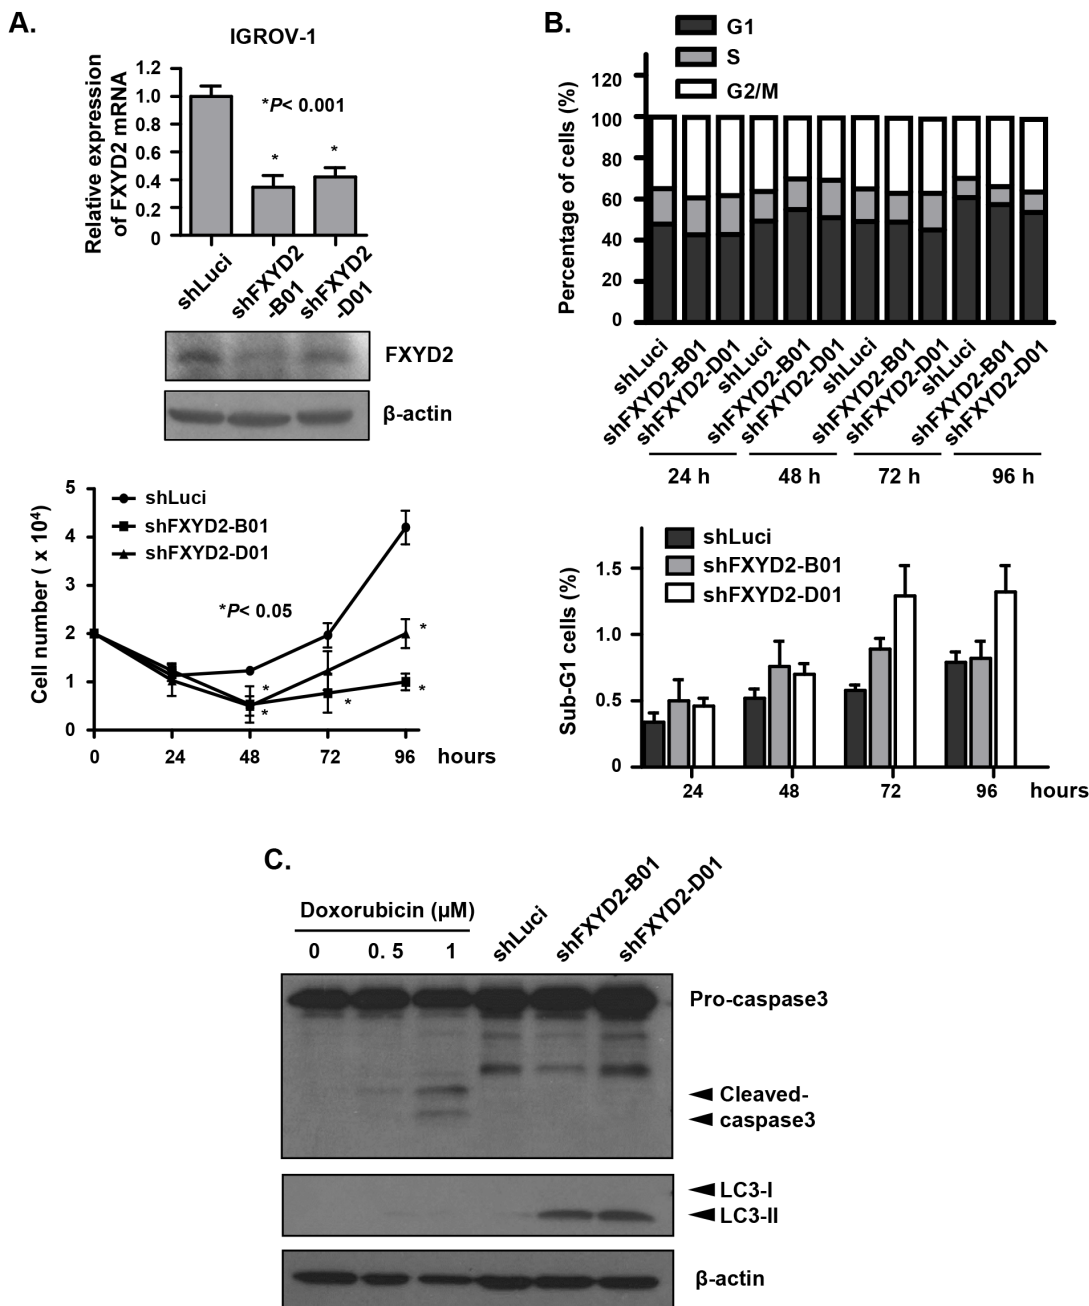 A.
IGROV-1
Relative expression
of FXYD2 mRNA
1.2
1.0
0.8
0.6
0.4
0.2
0
*P< 0.001
*
*
shLuci
shFXYD2
-B01
shFXYD2
-D01
FXYD2
β-actin
Cell number ( x 10⁴)
5
4
3
2
1
0
shLuci
shFXYD2-B01
shFXYD2-D01
*P< 0.05
*
*
*
*
*
0
24
48
72
96
hours
B.
G1
S
G2/M
Percentage of cells (%)
120
100
80
60
40
20
0
shLuci
shFXYD2-B01
shFXYD2-D01
shLuci
shFXYD2-B01
shFXYD2-D01
shLuci
shFXYD2-B01
shFXYD2-D01
shLuci
shFXYD2-B01
shFXYD2-D01
24 h
48 h
72 h
96 h
Sub-G1 cells (%)
1.5
1.0
0.5
0
shLuci
shFXYD2-B01
shFXYD2-D01
24
48
72
96
hours
C.
Doxorubicin (µM)
0
0. 5
1
shLuci
shFXYD2-B01
shFXYD2-D01
Pro-caspase3
Cleaved-
caspase3
LC3-I
LC3-II
β-actin